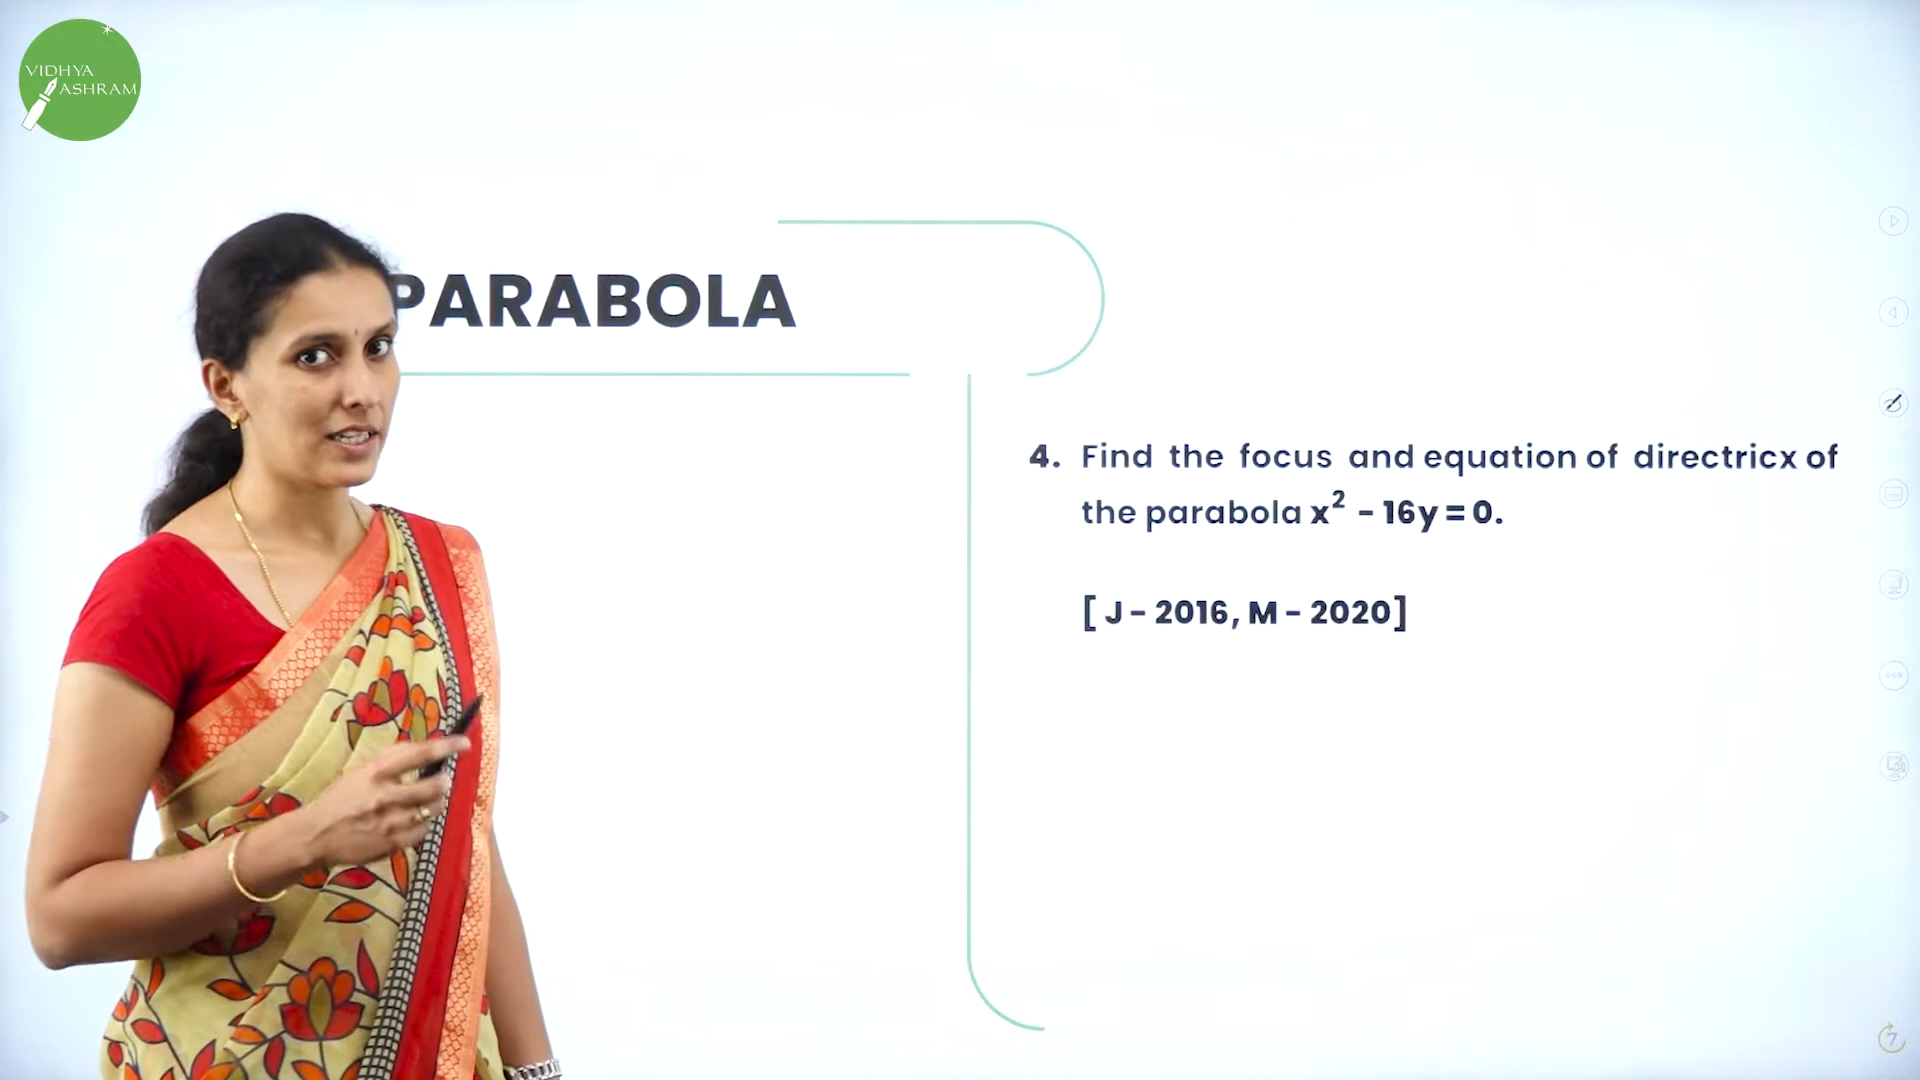 VIDHYA
ASHRAM
PARABOLA
4. Find the focus and equation of directricx of
the parabola x² - 16y = 0.
[ J - 2016, M - 2020]
7